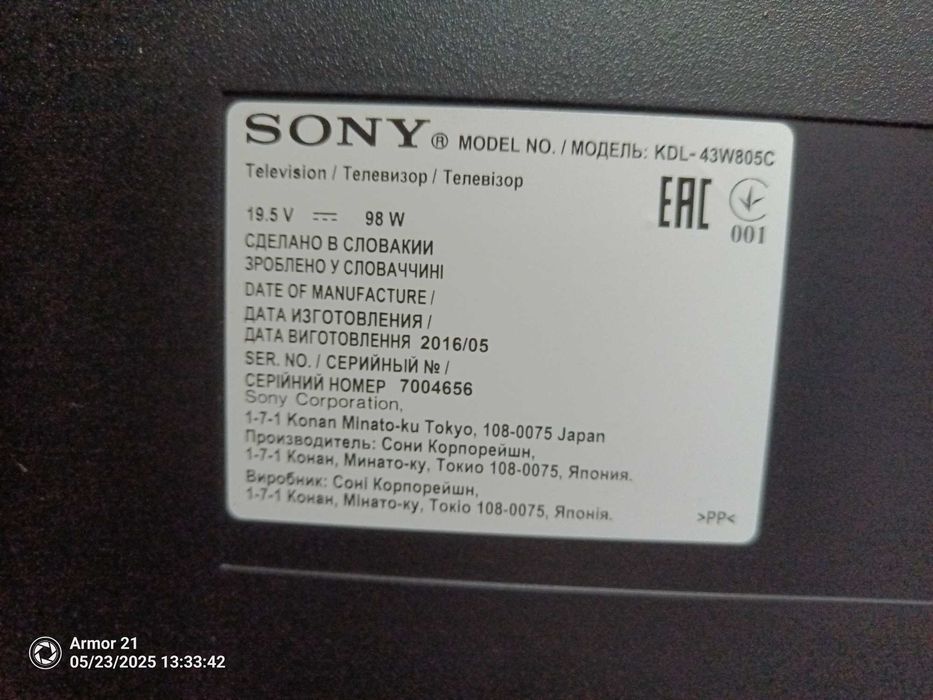 SONY® MODEL NO. / МОДЕЛЬ: KDL-43W805C
Television / Телевизор / Телевізор
EAC
001
19.5 V ⎓ 98 W
СДЕЛАНО В СЛОВАКИИ
ЗРОБЛЕНО У СЛОВАЧЧИНІ
DATE OF MANUFACTURE /
ДАТА ИЗГОТОВЛЕНИЯ /
ДАТА ВИГОТОВЛЕННЯ 2016/05
SER. NO. / СЕРИЙНЫЙ № /
СЕРІЙНИЙ НОМЕР 7004656
Sony Corporation,
1-7-1 Konan Minato-ku Tokyo, 108-0075 Japan
Производитель: Сони Корпорейшн,
1-7-1 Конан, Минато-ку, Токио 108-0075, Япония.
Виробник: Соні Корпорейшн,
1-7-1 Конан, Мінато-ку, Токіо 108-0075, Японія.
>PP<
Armor 21
05/23/2025 13:33:42